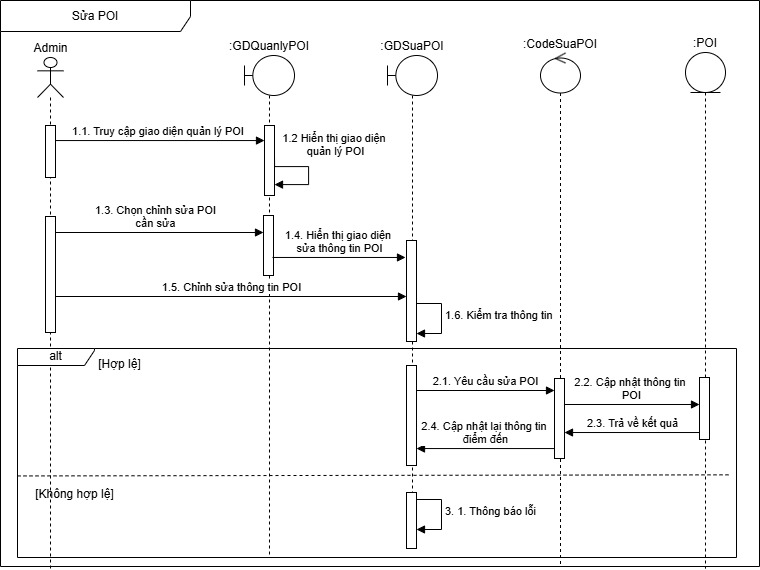 Sửa POI
Admin
:GDQuanlyPOI
:GDSuaPOI
:CodeSuaPOI
:POI
1.1. Truy cập giao diện quản lý POI
1.2 Hiển thị giao diện
quản lý POI
1.3. Chọn chỉnh sửa POI
cần sửa
1.4. Hiển thị giao diện
sửa thông tin POI
1.5. Chỉnh sửa thông tin POI
1.6. Kiểm tra thông tin
alt
[Hợp lệ]
2.1. Yêu cầu sửa POI
2.2. Cập nhật thông tin
POI
2.3. Trả về kết quả
2.4. Cập nhật lại thông tin
điểm đến
[Không hợp lệ]
3. 1. Thông báo lỗi